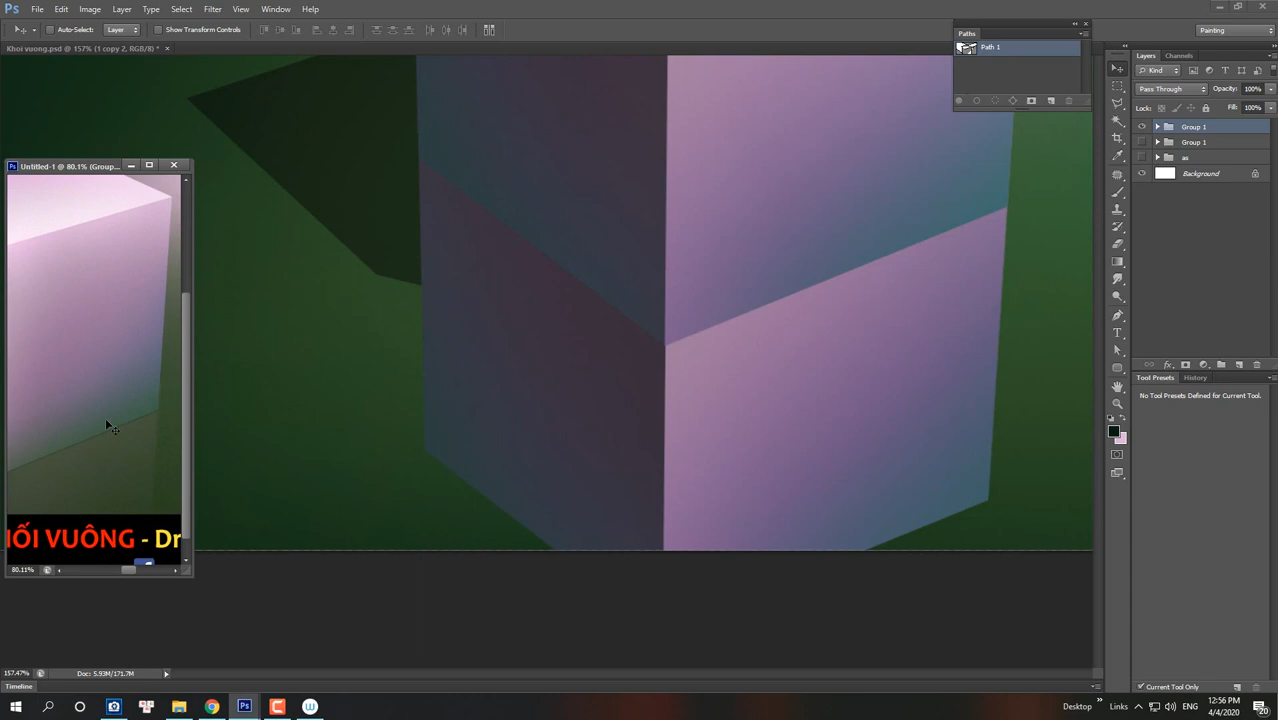 Ps File Edit Image Layer Type Select Filter View Window Help
Auto-Select: Layer Show Transform Controls Painting
Khoi vuong.psd @ 157% (1 copy 2, RGB/8) * ×
Paths
Path 1
Layers Channels
Kind
Pass Through Opacity: 100%
Lock: Fill: 100%
Group 1
Group 1
as
Background
Untitled-1 @ 80.1% (Group...
Tool Presets History
No Tool Presets Defined for Current Tool.
HỐI VUÔNG - Dr
80.11%
157.47% Doc: 5.93M/171.7M
Timeline
Current Tool Only
Desktop Links ENG 12:56 PM
4/4/2020